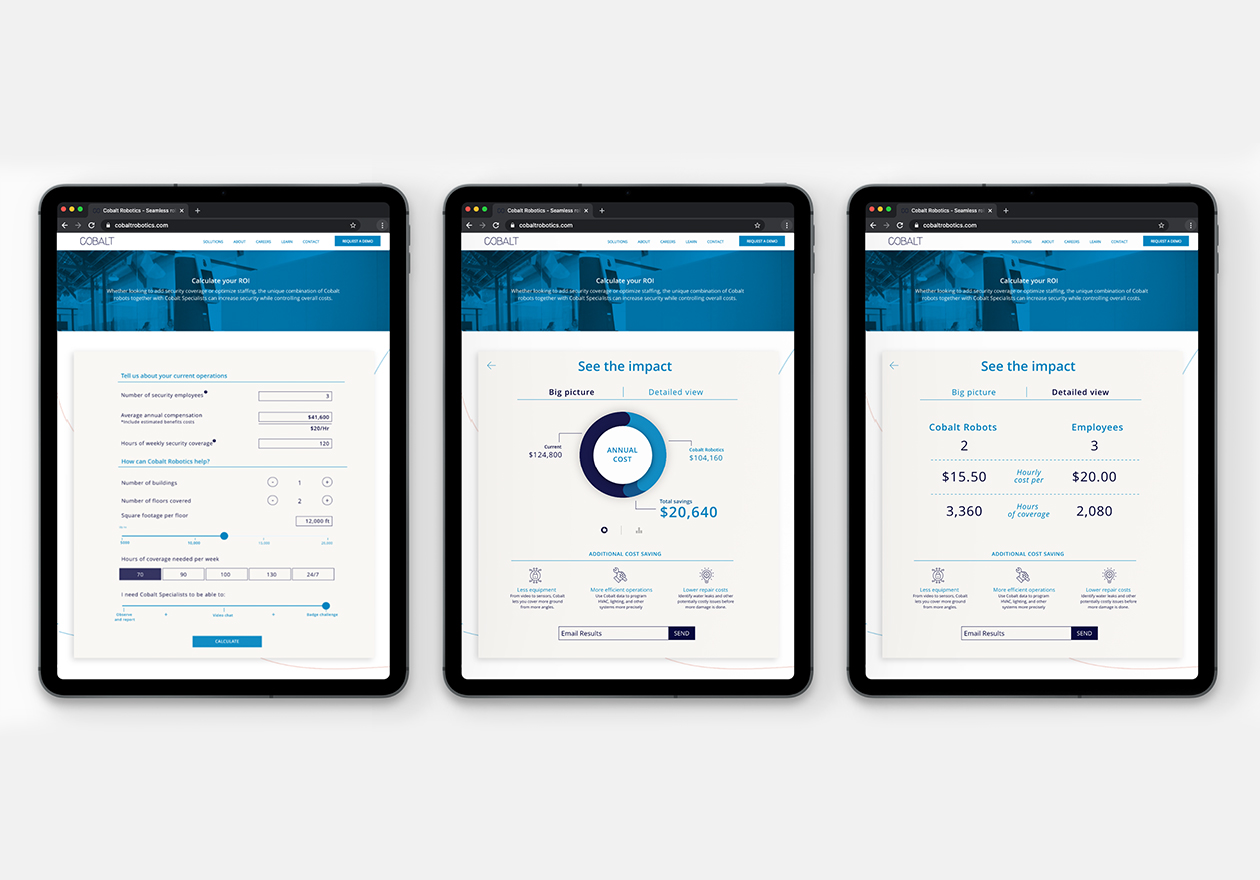 Cobalt Robotics - Seamless ro
cobaltrobotics.com
COBALT
SOLUTIONS ABOUT CAREERS LEARN CONTACT REQUEST A DEMO
Calculate your ROI
Whether looking to add security coverage or optimize staffing, the unique combination of Cobalt
robots together with Cobalt Specialists can increase security while controlling overall costs.
Tell us about your current operations
Number of security employees
3
Average annual compensation
*Include estimated benefits costs
$41,600
$20/Hr
Hours of weekly security coverage
120
How can Cobalt Robotics help?
Number of buildings
- 1 +
Number of floors covered
- 2 +
Square footage per floor
12,000 ft
5000 10,000 15,000 20,000
Hours of coverage needed per week
70 90 100 130 24/7
I need Cobalt Specialists to be able to:
Observe
and report
+ Video chat + Badge challenge
CALCULATE
Cobalt Robotics - Seamless ro
cobaltrobotics.com
COBALT
SOLUTIONS ABOUT CAREERS LEARN CONTACT REQUEST A DEMO
Calculate your ROI
Whether looking to add security coverage or optimize staffing, the unique combination of Cobalt
robots together with Cobalt Specialists can increase security while controlling overall costs.
See the impact
Big picture Detailed view
Current
$124,800
ANNUAL
COST
Cobalt Robotics
$104,160
Total savings
$20,640
ADDITIONAL COST SAVING
Less equipment
From video to sensors, Cobalt
lets you cover more ground
from more angles.
More efficient operations
Use Cobalt data to program
HVAC, lighting, and other
systems more precisely
Lower repair costs
Identify water leaks and other
potentially costly issues before
more damage is done.
Email Results SEND
Cobalt Robotics - Seamless ro
cobaltrobotics.com
COBALT
SOLUTIONS ABOUT CAREERS LEARN CONTACT REQUEST A DEMO
Calculate your ROI
Whether looking to add security coverage or optimize staffing, the unique combination of Cobalt
robots together with Cobalt Specialists can increase security while controlling overall costs.
See the impact
Big picture Detailed view
Cobalt Robots Employees
2 3
$15.50 Hourly cost per $20.00
3,360 Hours of coverage 2,080
ADDITIONAL COST SAVING
Less equipment
From video to sensors, Cobalt
lets you cover more ground
from more angles.
More efficient operations
Use Cobalt data to program
HVAC, lighting, and other
systems more precisely
Lower repair costs
Identify water leaks and other
potentially costly issues before
more damage is done.
Email Results SEND